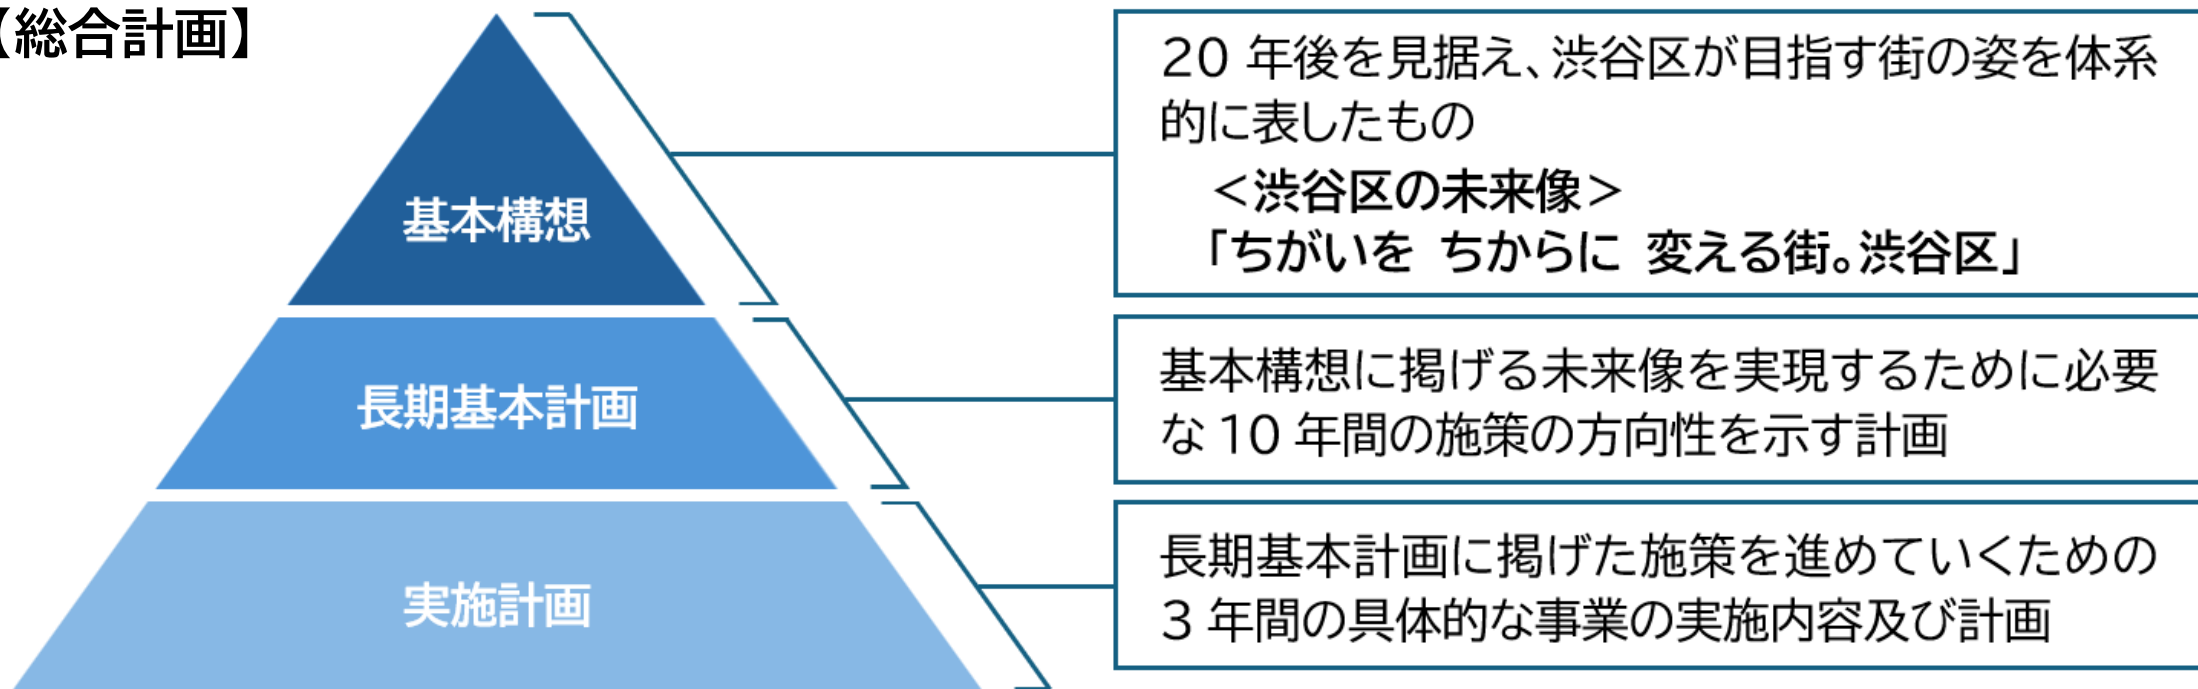 【総合計画】
基本構想
20 年後を見据え、渋谷区が目指す街の姿を体系
的に表したもの
＜渋谷区の未来像＞
「ちがいを ちからに 変える街。渋谷区」
長期基本計画
基本構想に掲げる未来像を実現するために必要
な 10 年間の施策の方向性を示す計画
実施計画
長期基本計画に掲げた施策を進めていくための
3 年間の具体的な事業の実施内容及び計画